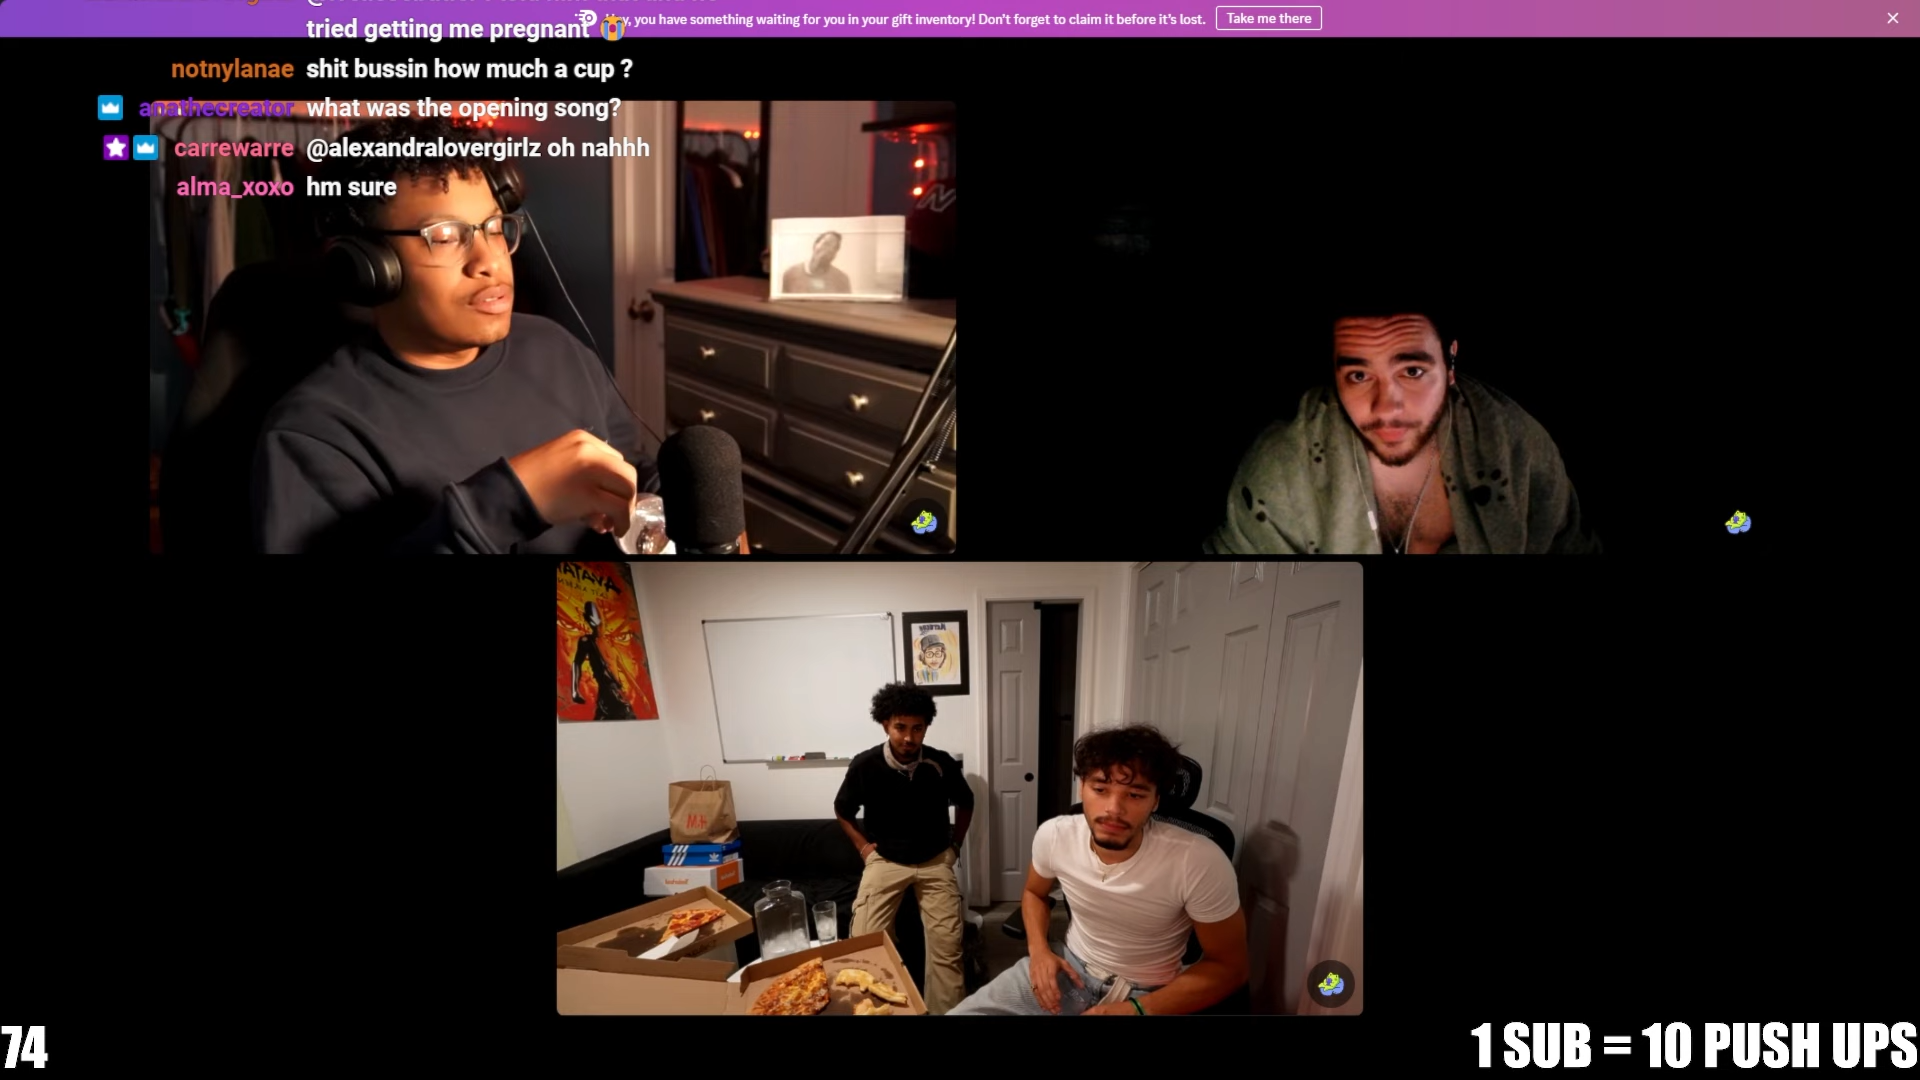 y, you have something waiting for you in your gift inventory! Don't forget to claim it before it's lost.
Take me there
tried getting me pregnant 😭
notnylanae shit bussin how much a cup ?
anathecreator what was the opening song?
carrewarre @alexandralovergirlz oh nahhh
alma_xoxo hm sure
74
1 SUB = 10 PUSH UPS